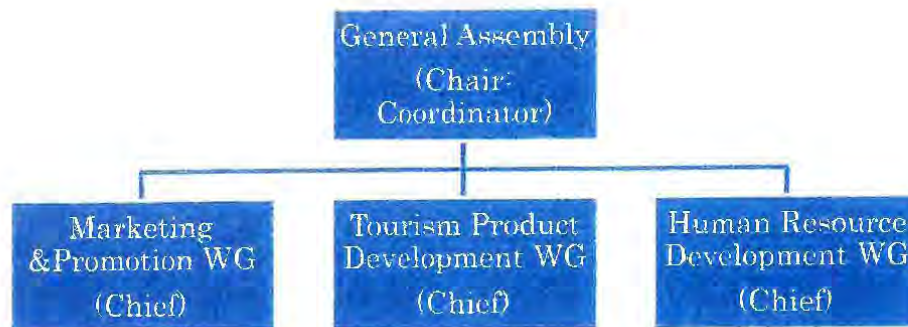 General Assembly
(Chair-
Coordinator)
Marketing
&Promotion WG
(Chief)
Tourism Product
Development WG
(Chief)
Human Resource
Development WG
(Chief)